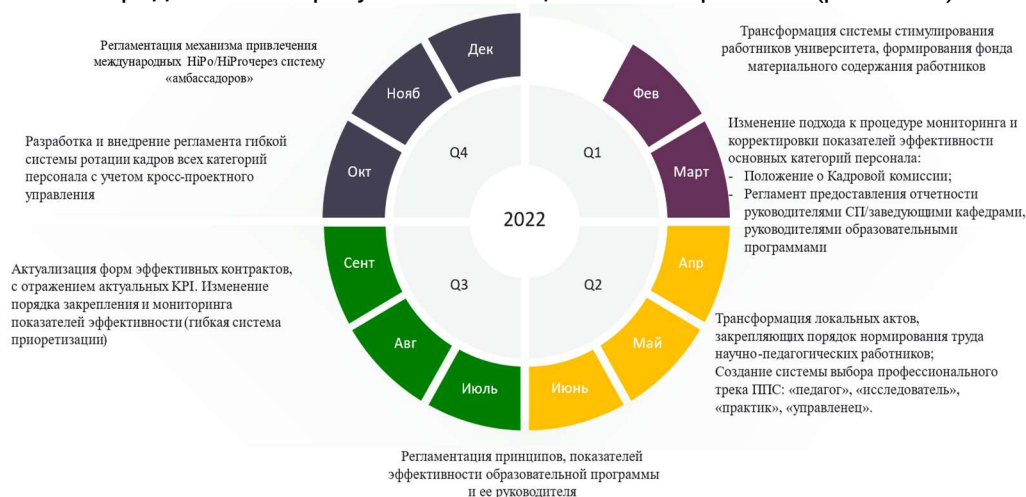 Регламентация механизма привлечения
международных HiPo/HiProчерез систему
«амбассадоров»
Разработка и внедрение регламента гибкой
системы ротации кадров всех категорий
персонала с учетом кросс-проектного
управления
Актуализация форм эффективных контрактов,
с отражением актуальных KPI. Изменение
порядка закрепления и мониторинга
показателей эффективности (гибкая система
приоретизации)
Дек
Нояб
Окт
Q4
Фев
Март
Q1
2022
Сент
Авг
Июль
Q3
Апр
Май
Июнь
Q2
Трансформация системы стимулирования
работников университета, формирования фонда
материального содержания работников
Изменение подхода к процедуре мониторинга и
корректировки показателей эффективности
основных категорий персонала:
- Положение о Кадровой комиссии;
- Регламент предоставления отчетности
руководителями СП/заведующими кафедрами,
руководителями образовательными
программами
Трансформация локальных актов,
закрепляющих порядок нормирования труда
научно-педагогических работников;
Создание системы выбора профессионального
трека ППС: «педагог», «исследователь»,
«практик», «управленец».
Регламентация принципов, показателей
эффективности образовательной программы
и ее руководителя